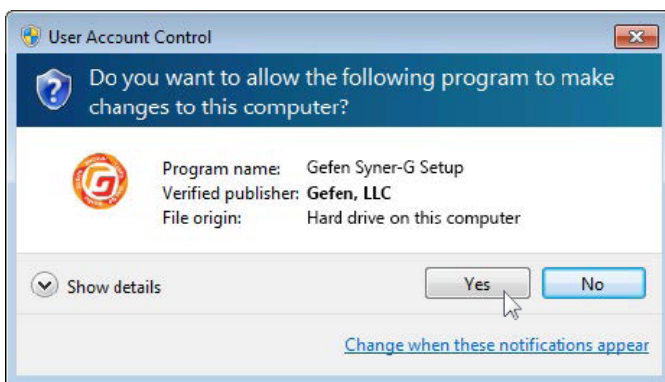 User Account Control
Do you want to allow the following program to make
changes to this computer?
Program name: Gefen Syner-G Setup
Verified publisher: Gefen, LLC
File origin: Hard drive on this computer
Show details
Yes
No
Change when these notifications appear